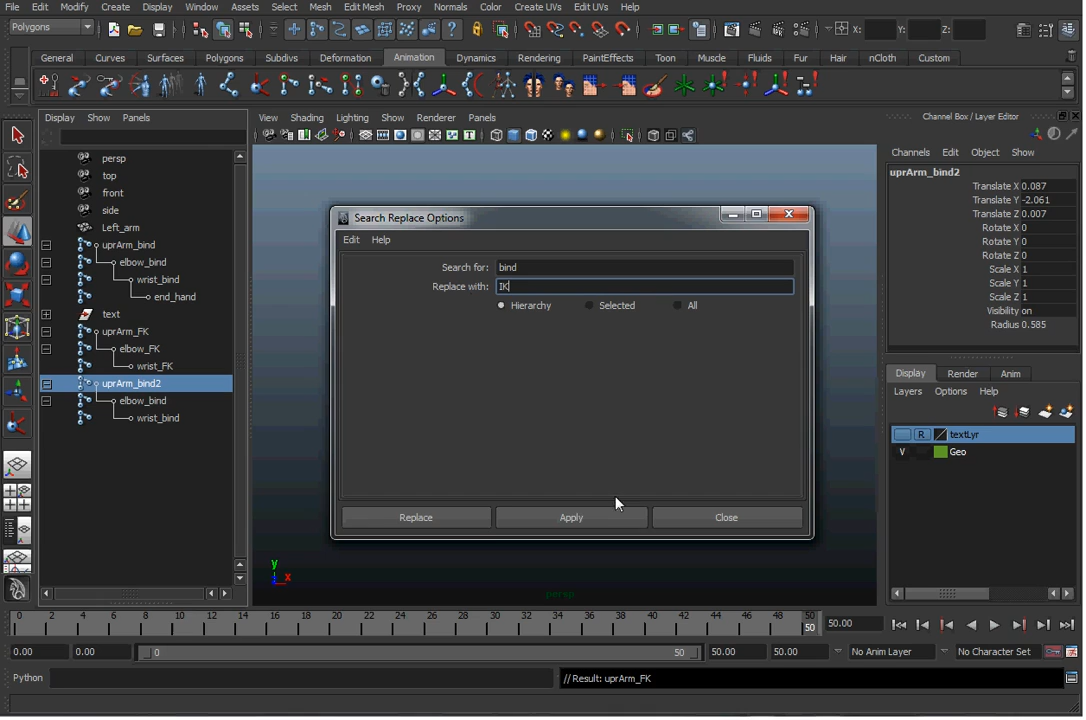 File Edit Modify Create Display Window Assets Select Mesh Edit Mesh Proxy Normals Color Create UVs Edit UVs Help
Polygons X: Y: Z:
General Curves Surfaces Polygons Subdivs Deformation Animation Dynamics Rendering PaintEffects Toon Muscle Fluids Fur Hair nCloth Custom
Display Show Panels
View Shading Lighting Show Renderer Panels
Channel Box / Layer Editor
persp
top
front
side
Left_arm
uprArm_bind
elbow_bind
wrist_bind
end_hand
text
uprArm_FK
elbow_FK
wrist_FK
uprArm_bind2
elbow_bind
wrist_bind
Search Replace Options
Edit Help
Search for: bind
Replace with: IK
Hierarchy Selected All
Replace Apply Close
y
x
persp
Channels Edit Object Show
uprArm_bind2
Translate X 0.087
Translate Y -2.061
Translate Z 0.007
Rotate X 0
Rotate Y 0
Rotate Z 0
Scale X 1
Scale Y 1
Scale Z 1
Visibility on
Radius 0.585
Display Render Anim
Layers Options Help
R textLyr
V Geo
0 2 4 6 8 10 12 14 16 18 20 22 24 26 28 30 32 34 36 38 40 42 44 46 48 50
50 50.00
0.00 0.00 0 50 50.00 50.00 No Anim Layer No Character Set
Python // Result: uprArm_FK